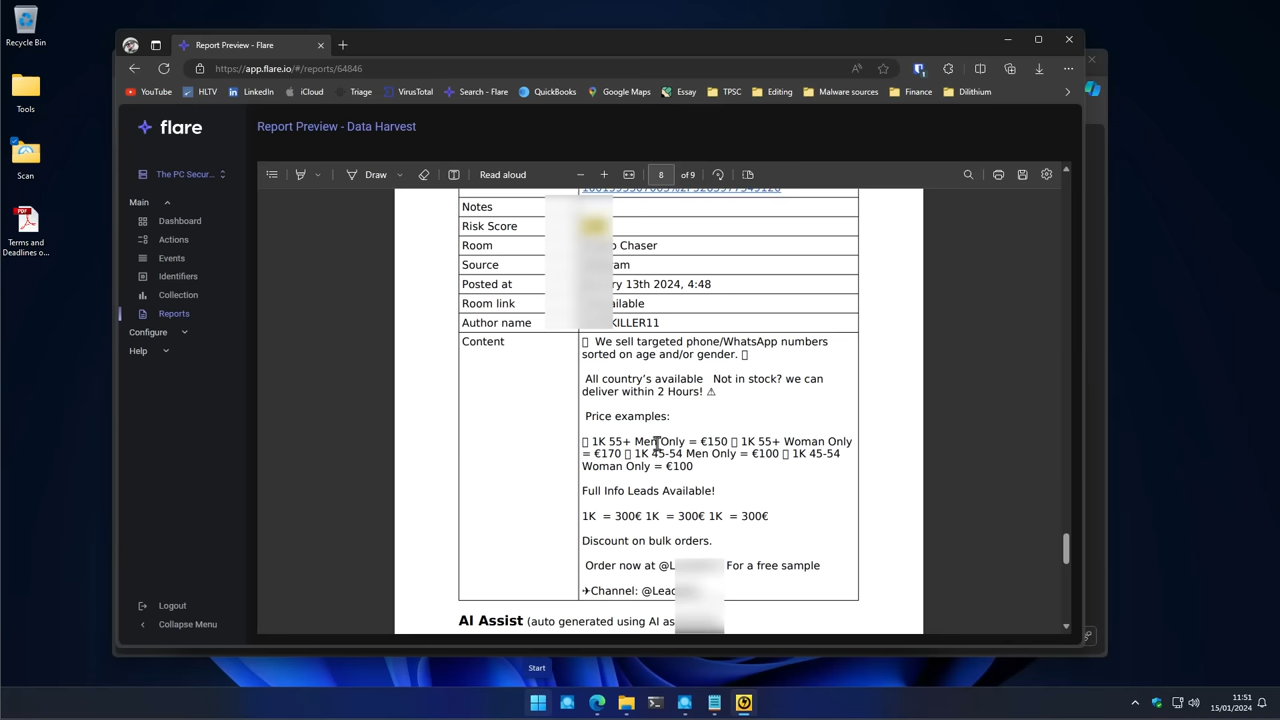 Recycle Bin
Tools
Scan
Terms and
Deadlines o...
Report Preview - Flare
https://app.flare.io/#/reports/64846
YouTube HLTV LinkedIn iCloud Triage VirusTotal Search - Flare QuickBooks Google Maps Essay TPSC Editing Malware sources Finance Dilithium
flare
Report Preview - Data Harvest
The PC Secur...
Main
Dashboard
Actions
Events
Identifiers
Collection
Reports
Configure
Help
Logout
Collapse Menu
Draw
Read aloud
8 of 9
Notes
Risk Score
Room Chaser
Source
Posted at 13th 2024, 4:48
Room link
Author name KILLER11
Content
We sell targeted phone/WhatsApp numbers
sorted on age and/or gender.
All country's available Not in stock? we can
deliver within 2 Hours! ⚠
Price examples:
1K 55+ Men Only = €150 1K 55+ Woman Only
= €170 1K 45-54 Men Only = €100 1K 45-54
Woman Only = €100
Full Info Leads Available!
1K = 300€ 1K = 300€ 1K = 300€
Discount on bulk orders.
Order now at For a free sample
✈Channel:
AI Assist (auto generated using AI
Start
11:51
15/01/2024